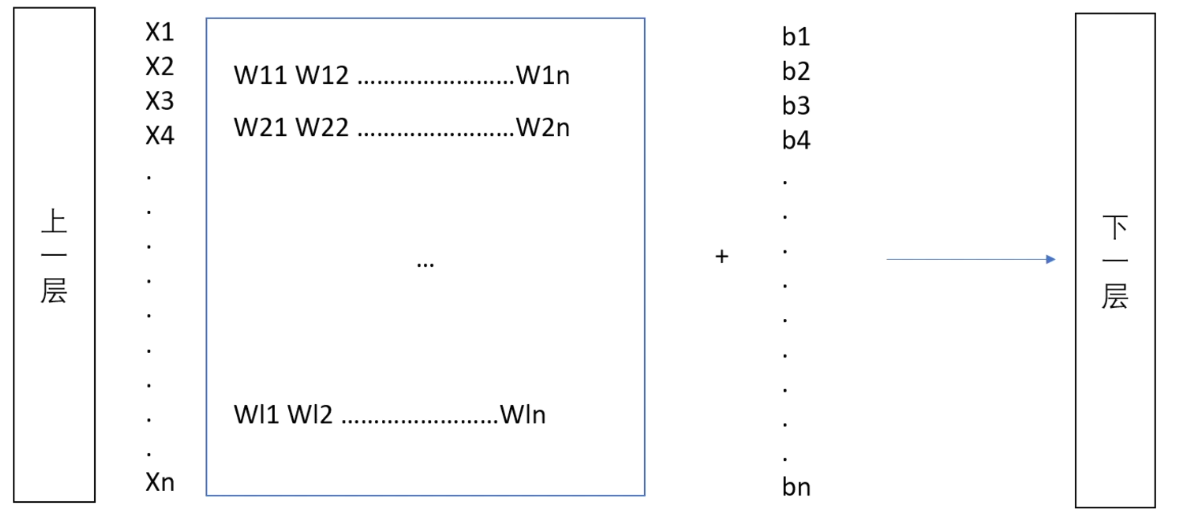 上一层
X1
X2
X3
X4
.
.
.
.
.
.
.
.
.
Xn
W11 W12 ........................W1n
W21 W22 ........................W2n
...
Wl1 Wl2 ........................Wln
+
b1
b2
b3
b4
.
.
.
.
.
.
.
.
.
bn
下一层